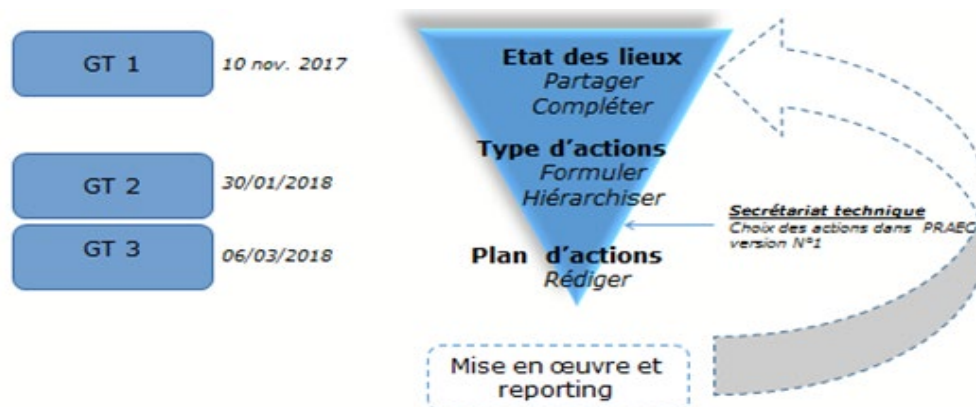 GT 1
10 nov. 2017
Etat des lieux
Partager
Compléter
GT 2
30/01/2018
Type d'actions
Formuler
Hiérarchiser
Secrétariat technique
Choix des actions dans PRAEC
version N°1
GT 3
06/03/2018
Plan d'actions
Rédiger
Mise en œuvre et
reporting